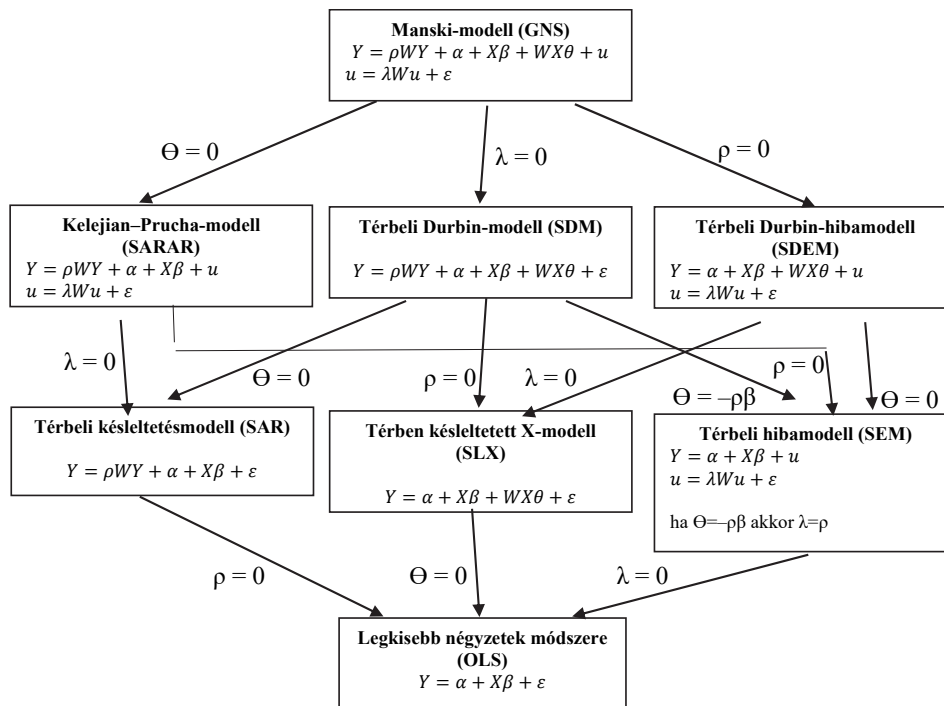 Manski-modell (GNS)
Y = ρWY + α + Xβ + WXθ + u
u = λWu + ε
Ѳ = 0
λ = 0
ρ = 0
Kelejian–Prucha-modell
(SARAR)
Y = ρWY + α + Xβ + u
u = λWu + ε
Térbeli Durbin-modell (SDM)
Y = ρWY + α + Xβ + WXθ + ε
Térbeli Durbin-hibamodell
(SDEM)
Y = α + Xβ + WXθ + u
u = λWu + ε
λ = 0
Ѳ = 0
ρ = 0
λ = 0
Ѳ = –ρβ
ρ = 0
Ѳ = 0
Térbeli késleltetésmodell (SAR)
Y = ρWY + α + Xβ + ε
Térben késleltetett X-modell
(SLX)
Y = α + Xβ + WXθ + ε
Térbeli hibamodell (SEM)
Y = α + Xβ + u
u = λWu + ε
ha Ѳ=–ρβ akkor λ=ρ
ρ = 0
Ѳ = 0
λ = 0
Legkisebb négyzetek módszere
(OLS)
Y = α + Xβ + ε